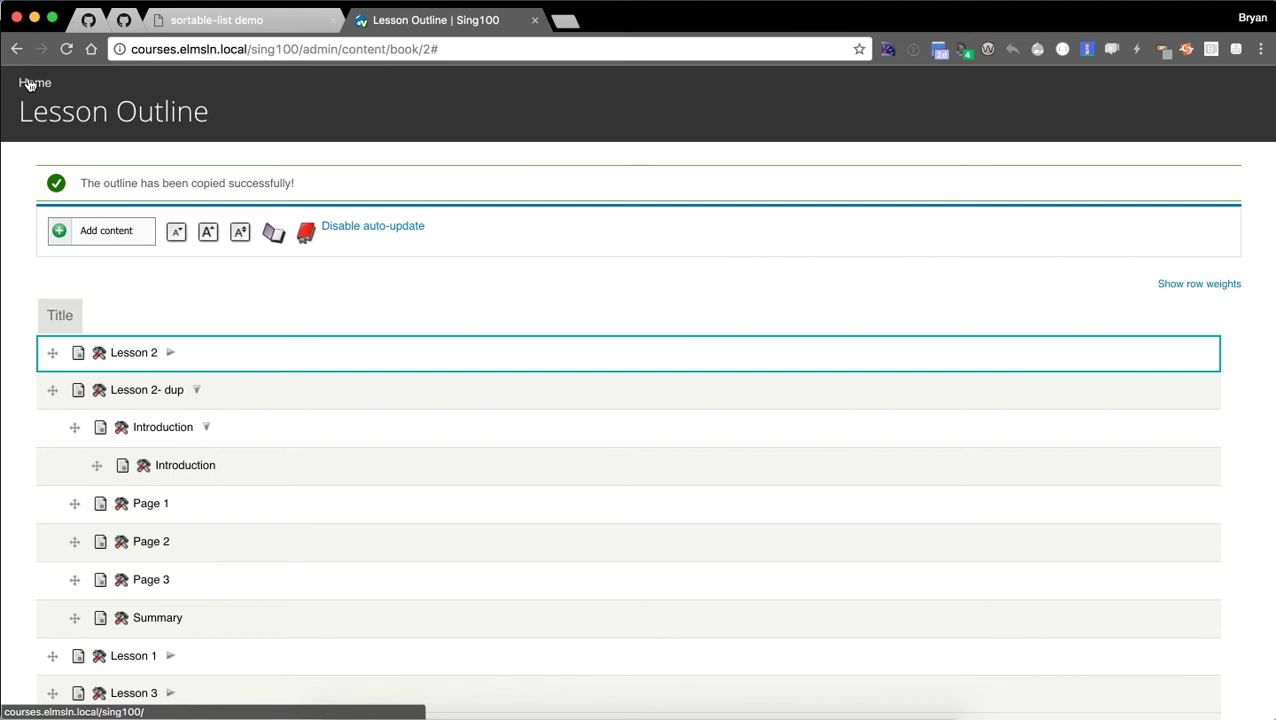 sortable-list demo
Lesson Outline | Sing100
Bryan
courses.elmsln.local/sing100/admin/content/book/2#
2d
4
Home
Lesson Outline
The outline has been copied successfully!
Add content
Disable auto-update
Show row weights
Title
Lesson 2
Lesson 2- dup
Introduction
Introduction
Page 1
Page 2
Page 3
Summary
Lesson 1
Lesson 3
courses.elmsln.local/sing100/